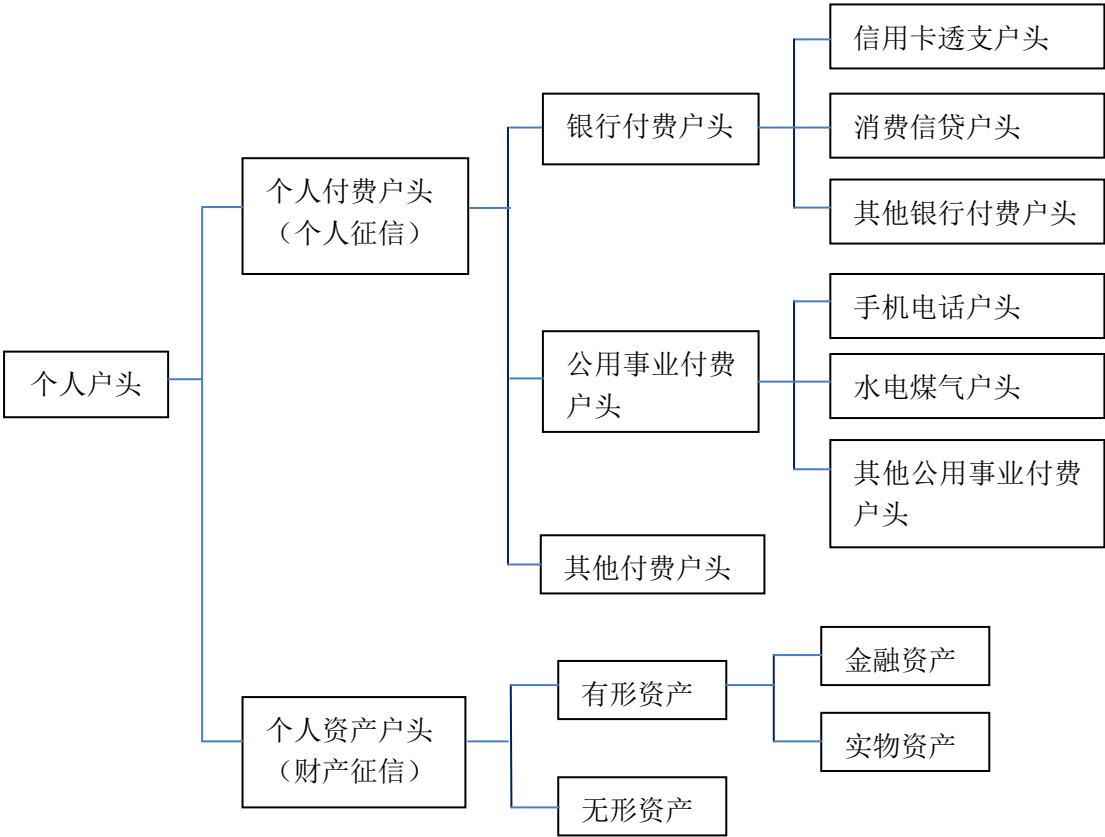 信用卡透支户头
银行付费户头
消费信贷户头
个人付费户头
（个人征信）
其他银行付费户头
手机电话户头
个人户头
公用事业付费
户头
水电煤气户头
其他公用事业付费
户头
其他付费户头
金融资产
有形资产
个人资产户头
（财产征信）
实物资产
无形资产